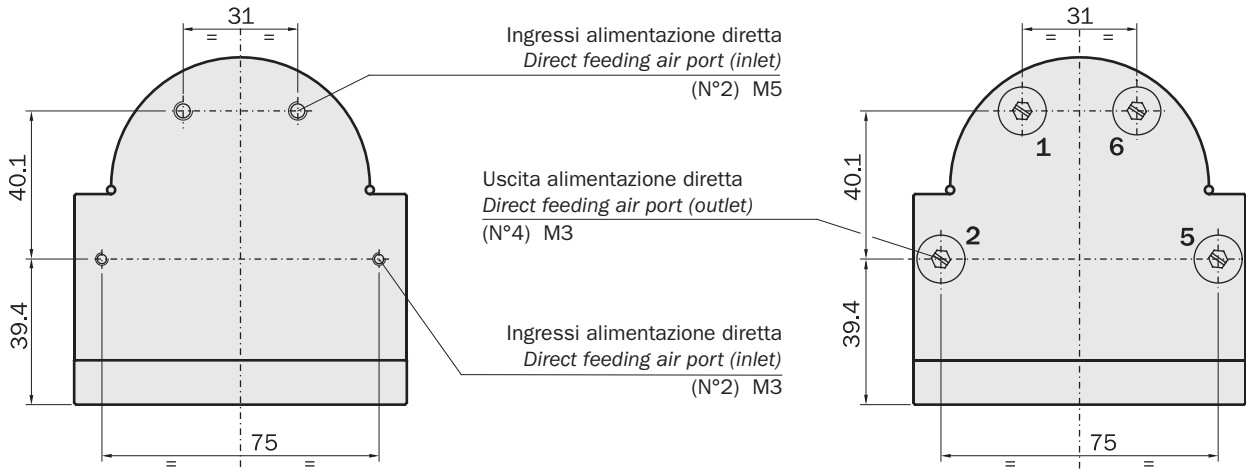 31
= =
40.1
39.4
75
= =
Ingressi alimentazione diretta
Direct feeding air port (inlet)
(N°2) M5
Uscita alimentazione diretta
Direct feeding air port (outlet)
(N°4) M3
Ingressi alimentazione diretta
Direct feeding air port (inlet)
(N°2) M3
31
= =
1 6
40.1
2 5
39.4
75
= =